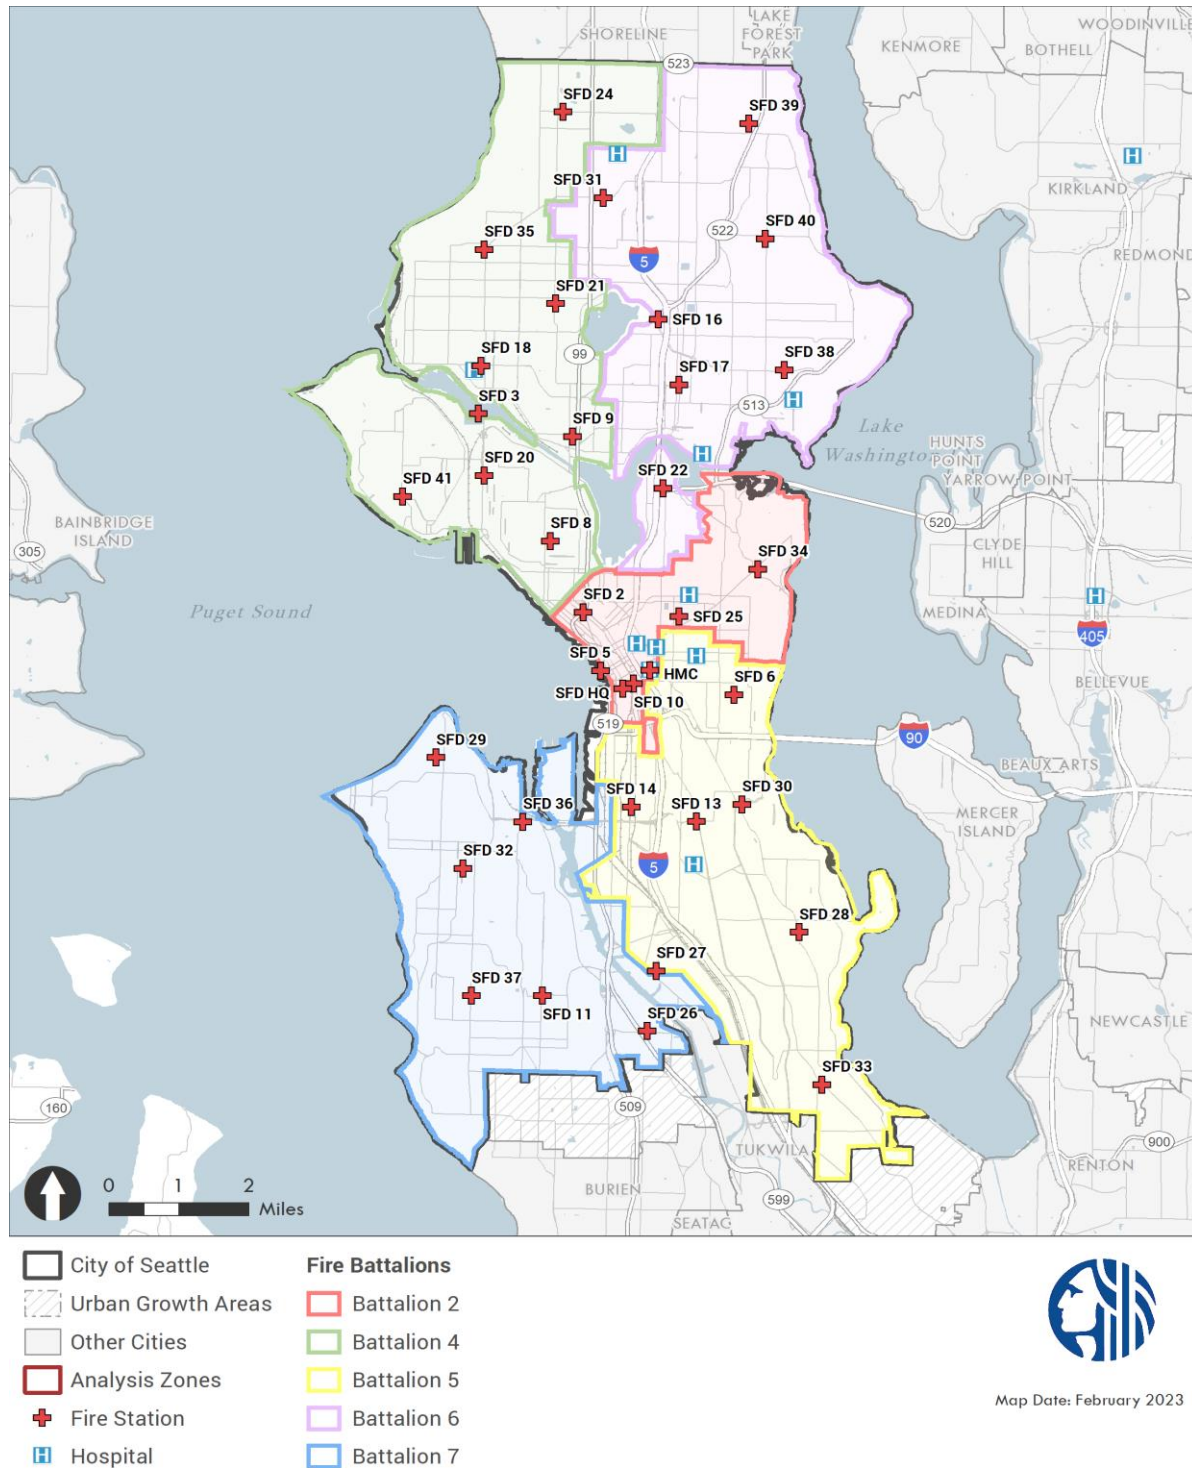 SHORELINE
LAKE
FOREST
PARK
WOODINVILLE
KENMORE
BOTHELL
523
SFD 24
SFD 39
H
H
KIRKLAND
SFD 31
522
SFD 40
SFD 35
5
REDMOND
SFD 21
SFD 16
99
SFD 18
H
SFD 17
SFD 38
SFD 3
513
H
SFD 9
Lake
Washington
HUNTS
POINT
H
YARROW POINT
SFD 20
SFD 22
SFD 41
BAINBRIDGE
ISLAND
520
SFD 8
305
CLYDE
HILL
SFD 34
Puget Sound
SFD 2
H
H
MEDINA
SFD 25
405
H
H
H
SFD 5
HMC
SFD 6
BELLEVUE
SFD HQ
SFD 10
519
90
SFD 29
BEAUX ARTS
SFD 36
SFD 14
SFD 13
SFD 30
MERCER
ISLAND
SFD 32
5
H
SFD 28
SFD 27
SFD 37
SFD 11
SFD 26
NEWCASTLE
SFD 33
160
509
900
TUKWILA
RENTON
BURIEN
599
SEATAC
0 1 2
Miles
City of Seattle
Urban Growth Areas
Other Cities
Analysis Zones
Fire Station
H Hospital
Fire Battalions
Battalion 2
Battalion 4
Battalion 5
Battalion 6
Battalion 7
Map Date: February 2023